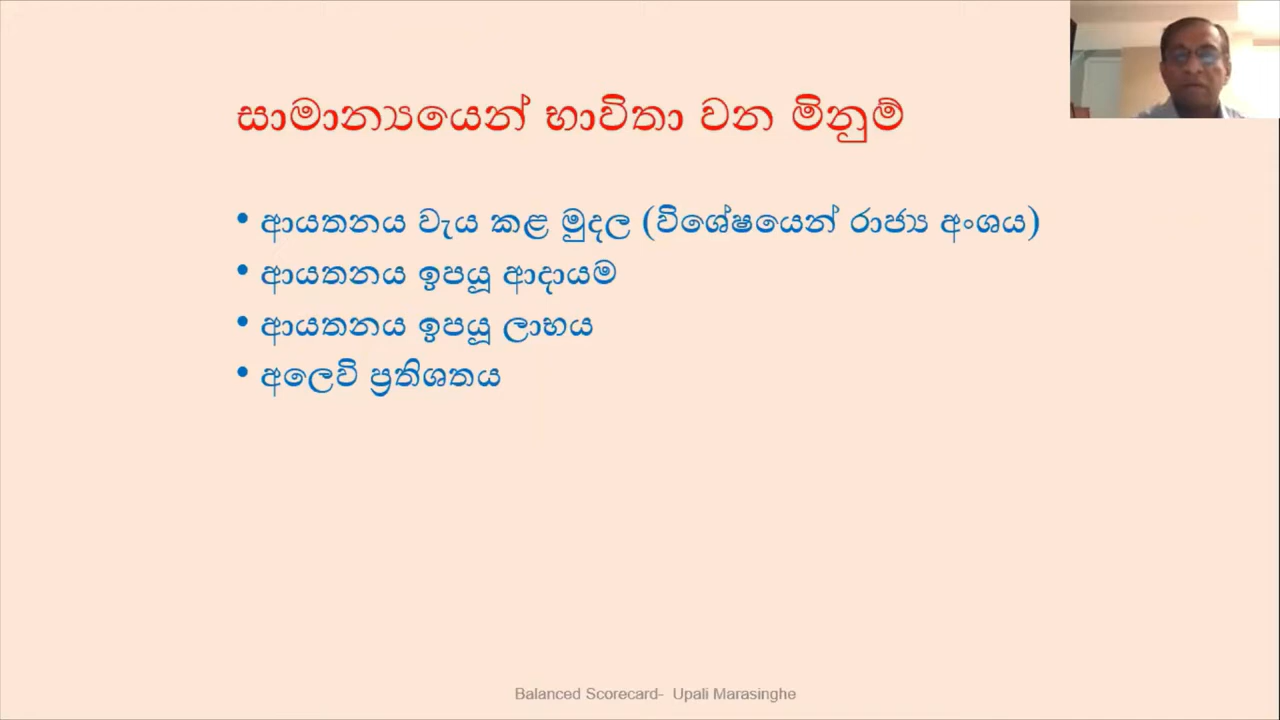 සාමාන්‍යයෙන් භාවිතා වන මිනුම්
• ආයතනය වැය කළ මුදල (විශේෂයෙන් රාජ්‍ය අංශය)
• ආයතනය ඉපයූ ආදායම
• ආයතනය ඉපයූ ලාභය
• අලෙවි ප්‍රතිශතය
Balanced Scorecard- Upali Marasinghe